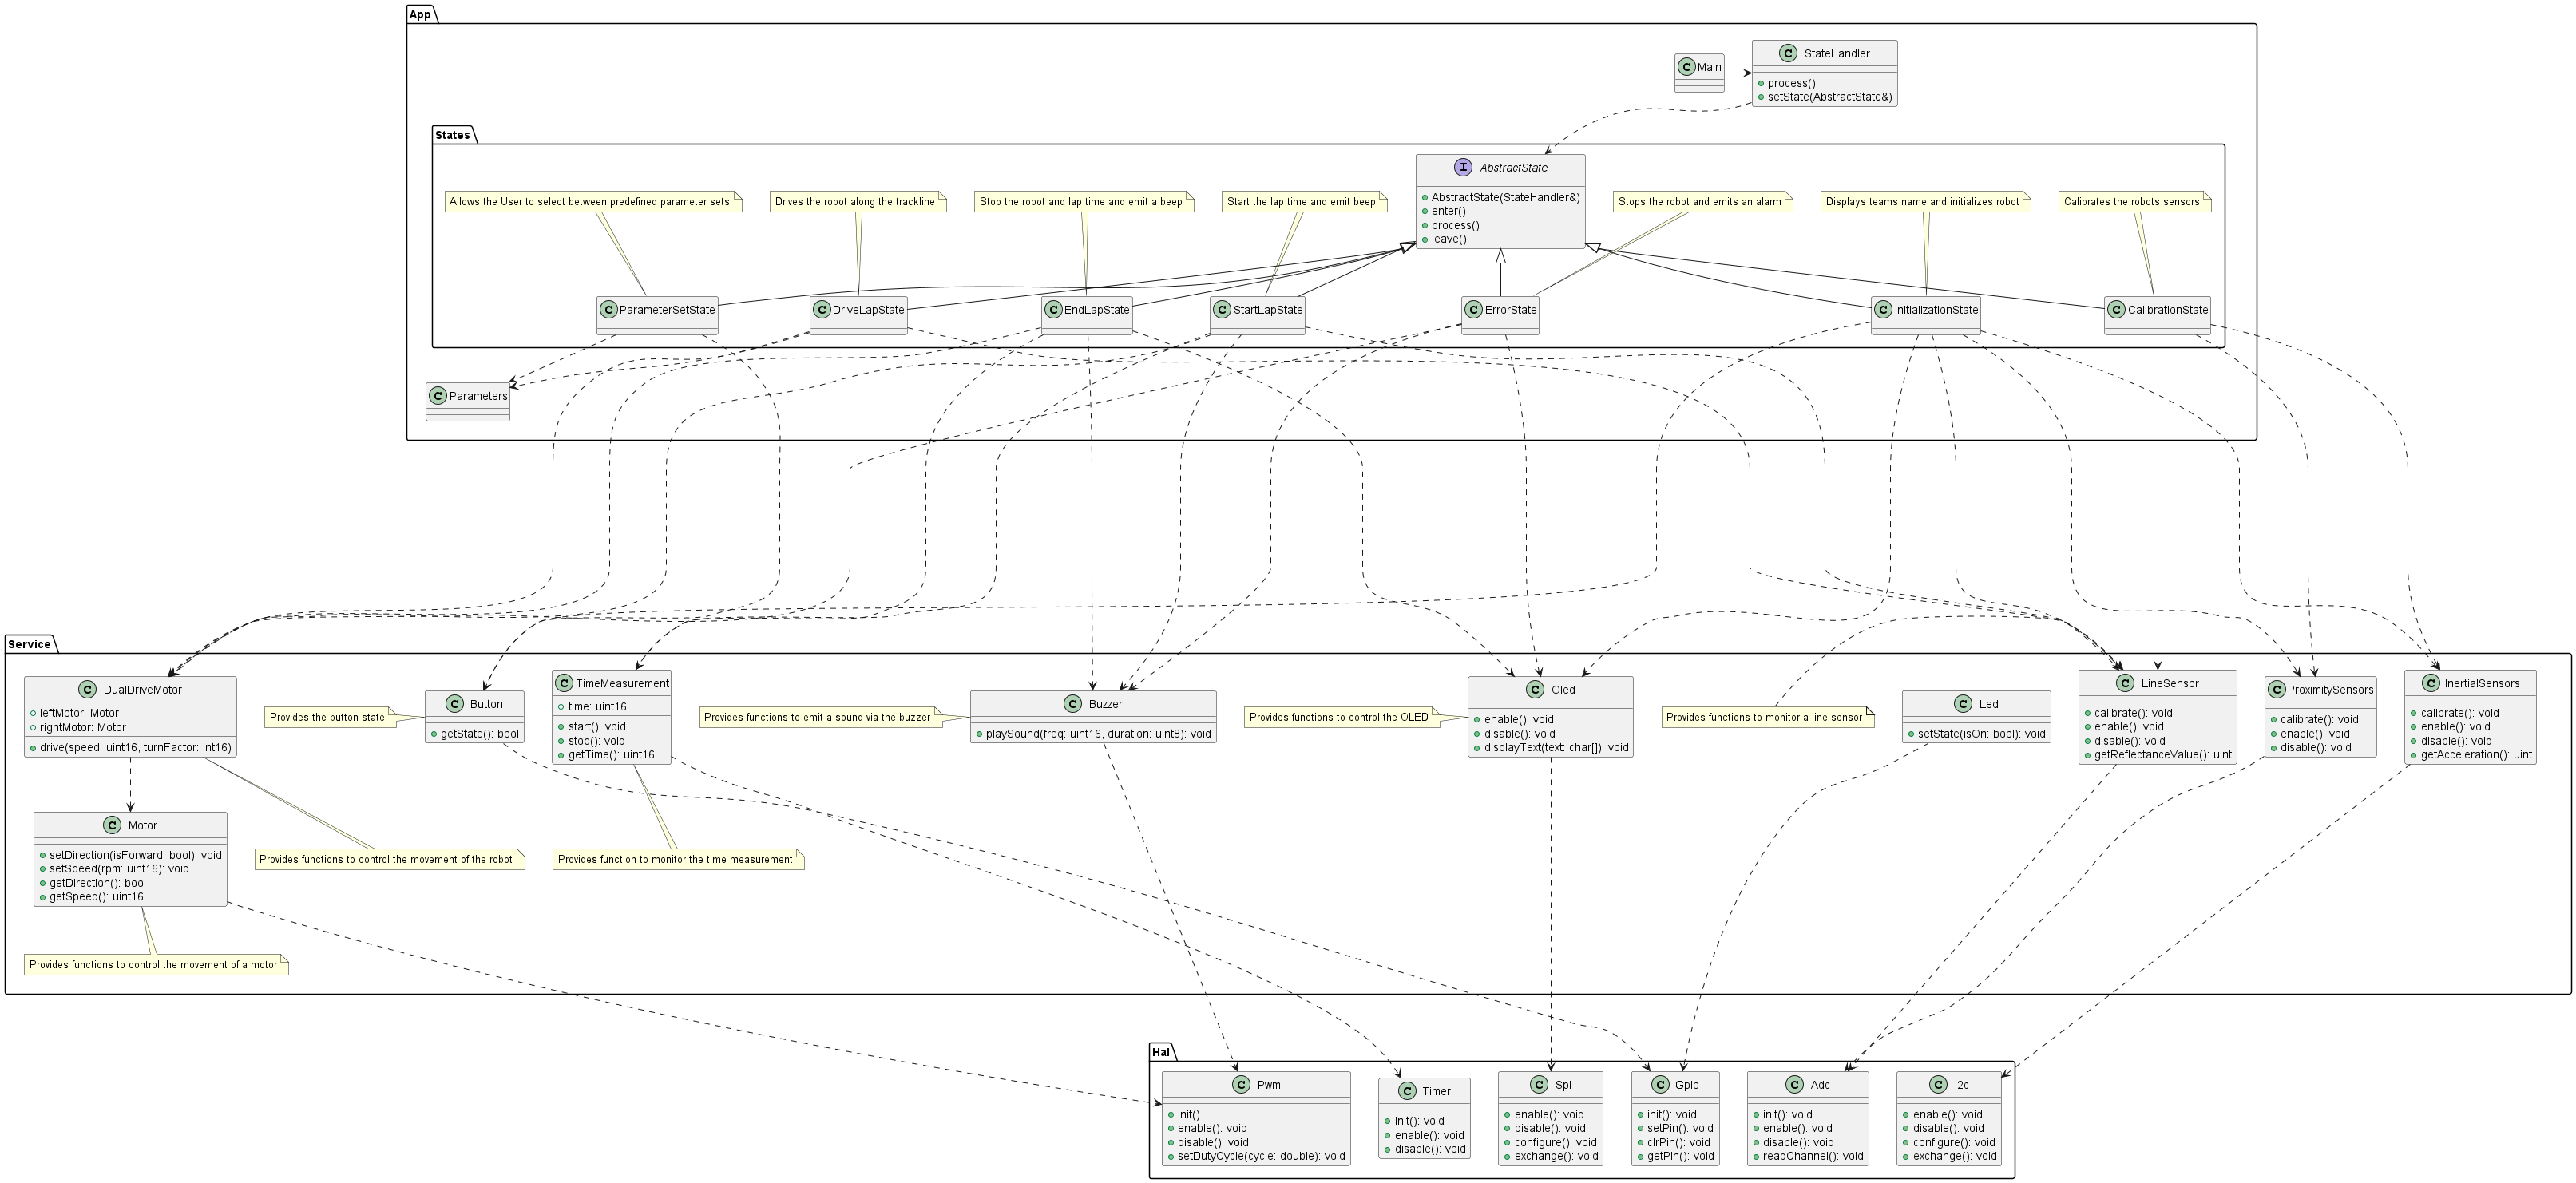 App
StateHandler
process()
setState(AbstractState&)
Main
States
AbstractState
AbstractState(StateHandler&)
enter()
process()
leave()
Allows the User to select between predefined parameter sets
Drives the robot along the trackline
Stop the robot and lap time and emit a beep
Start the lap time and emit beep
Stops the robot and emits an alarm
Displays teams name and initializes robot
Calibrates the robots sensors
ParameterSetState
DriveLapState
EndLapState
StartLapState
ErrorState
InitializationState
CalibrationState
Parameters
Service
DualDriveMotor
leftMotor: Motor
rightMotor: Motor
drive(speed: uint16, turnFactor: int16)
Provides the button state
Button
getState(): bool
TimeMeasurement
time: uint16
start(): void
stop(): void
getTime(): uint16
Provides functions to emit a sound via the buzzer
Buzzer
playSound(freq: uint16, duration: uint8): void
Provides functions to control the OLED
Oled
enable(): void
disable(): void
displayText(text: char[]): void
Provides functions to monitor a line sensor
Led
setState(isOn: bool): void
LineSensor
calibrate(): void
enable(): void
disable(): void
getReflectanceValue(): uint
ProximitySensors
calibrate(): void
enable(): void
disable(): void
InertialSensors
calibrate(): void
enable(): void
disable(): void
getAcceleration(): uint
Motor
setDirection(isForward: bool): void
setSpeed(rpm: uint16): void
getDirection(): bool
getSpeed(): uint16
Provides functions to control the movement of the robot
Provides function to monitor the time measurement
Provides functions to control the movement of a motor
Hal
Pwm
init()
enable(): void
disable(): void
setDutyCycle(cycle: double): void
Timer
init(): void
enable(): void
disable(): void
Spi
enable(): void
disable(): void
configure(): void
exchange(): void
Gpio
init(): void
setPin(): void
clrPin(): void
getPin(): void
Adc
init(): void
enable(): void
disable(): void
readChannel(): void
I2c
enable(): void
disable(): void
configure(): void
exchange(): void